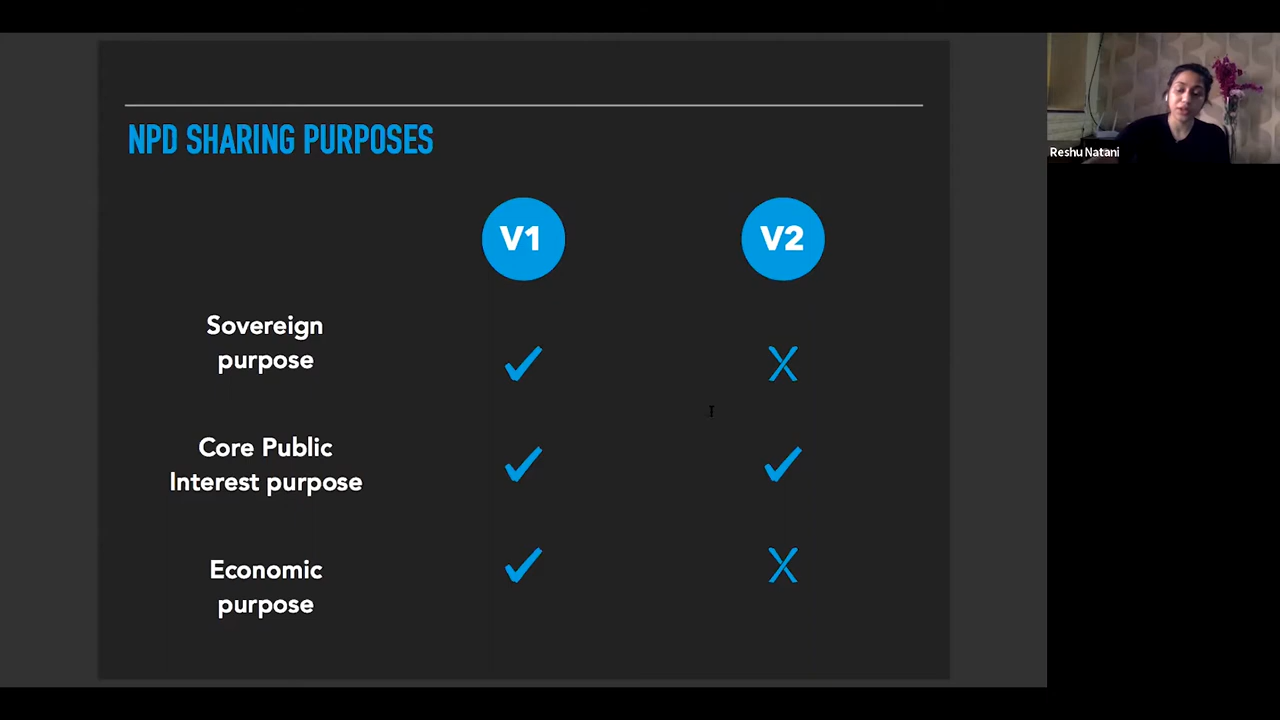 NPD SHARING PURPOSES
V1 V2
Sovereign
purpose
✓ X
Core Public
Interest purpose
✓ ✓
Economic
purpose
✓ X
Reshu Natani